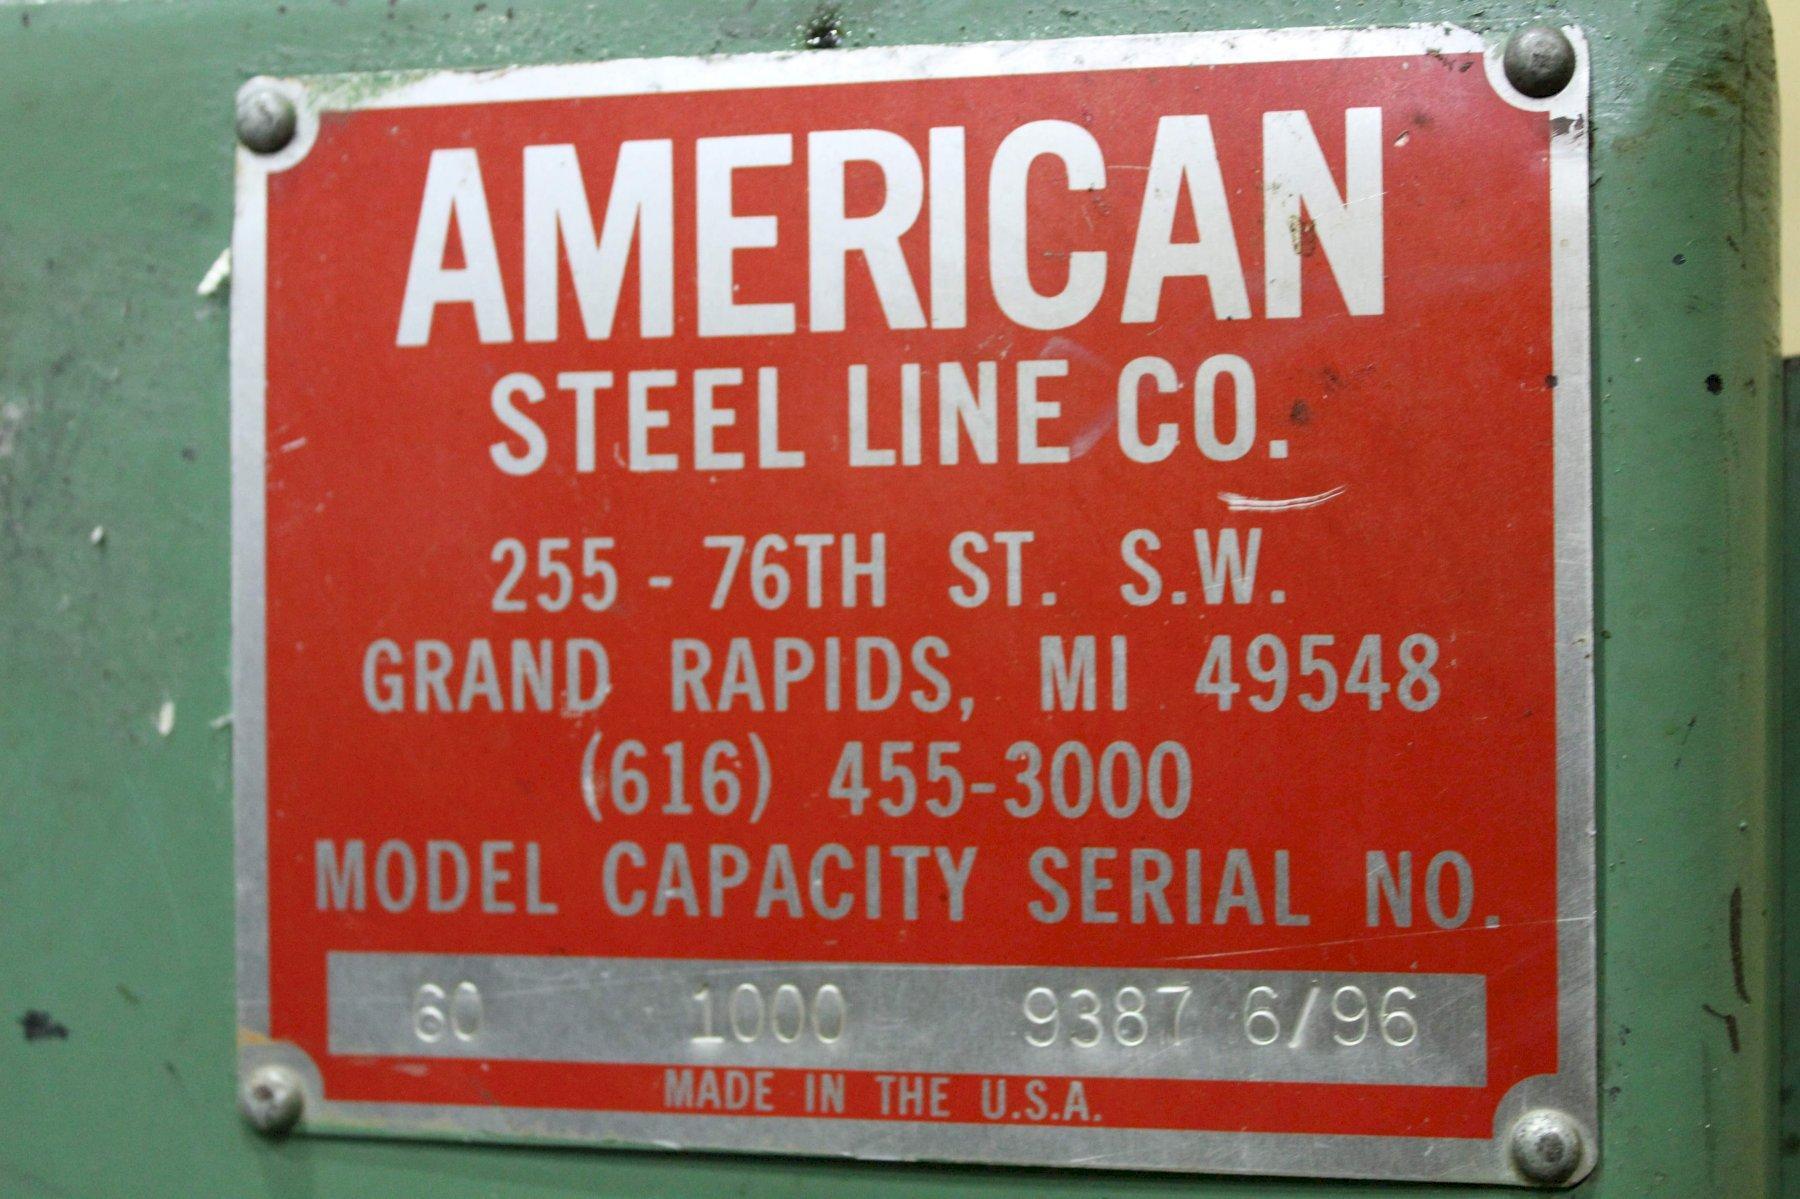 AMERICAN
STEEL LINE CO.
255 - 76TH ST. S.W.
GRAND RAPIDS, MI 49548
(616) 455-3000
MODEL CAPACITY SERIAL NO.
60 1000 9387 6/96
MADE IN THE U.S.A.